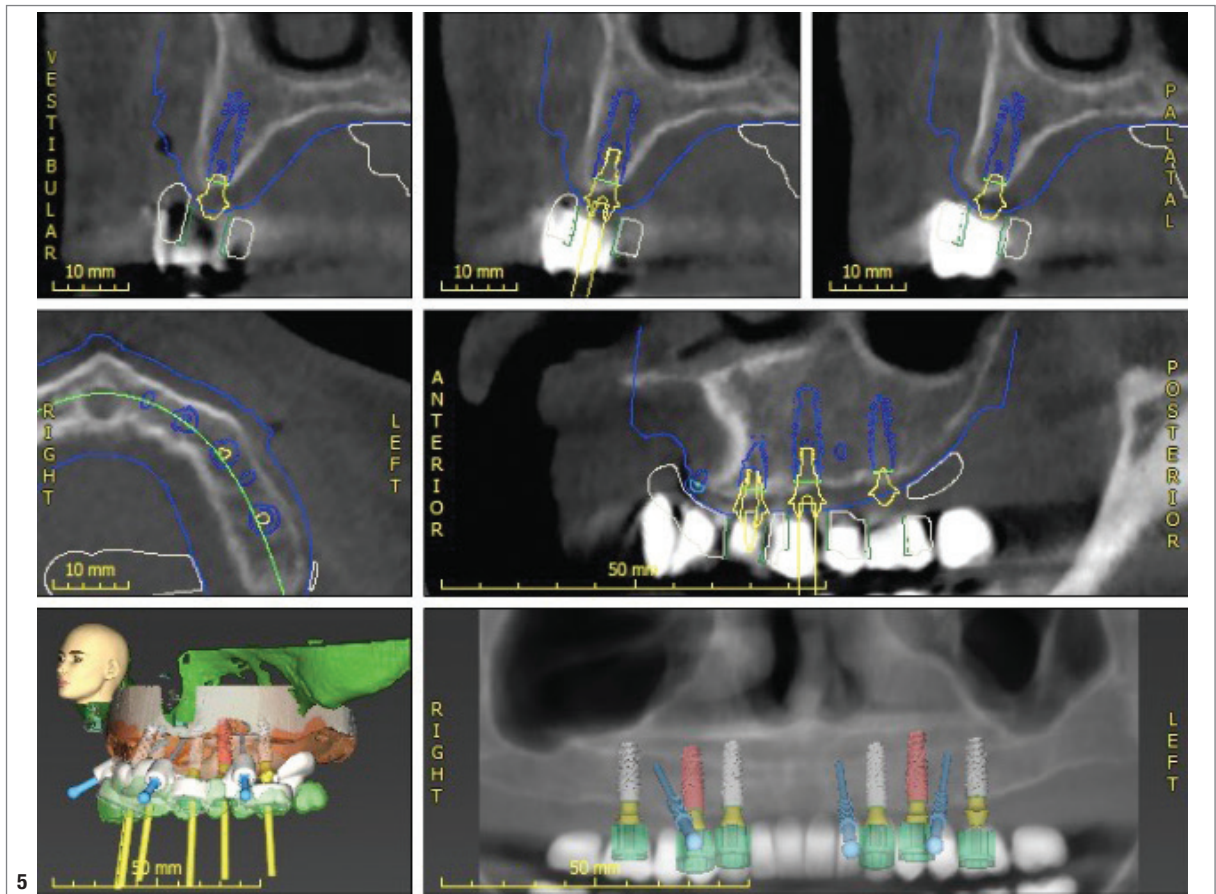 VESTIBULAR
10 mm
10 mm
PALATAL
10 mm
RIGHT
LEFT
10 mm
ANTERIOR
POSTERIOR
50 mm
50 mm
RIGHT
LEFT
50 mm
5